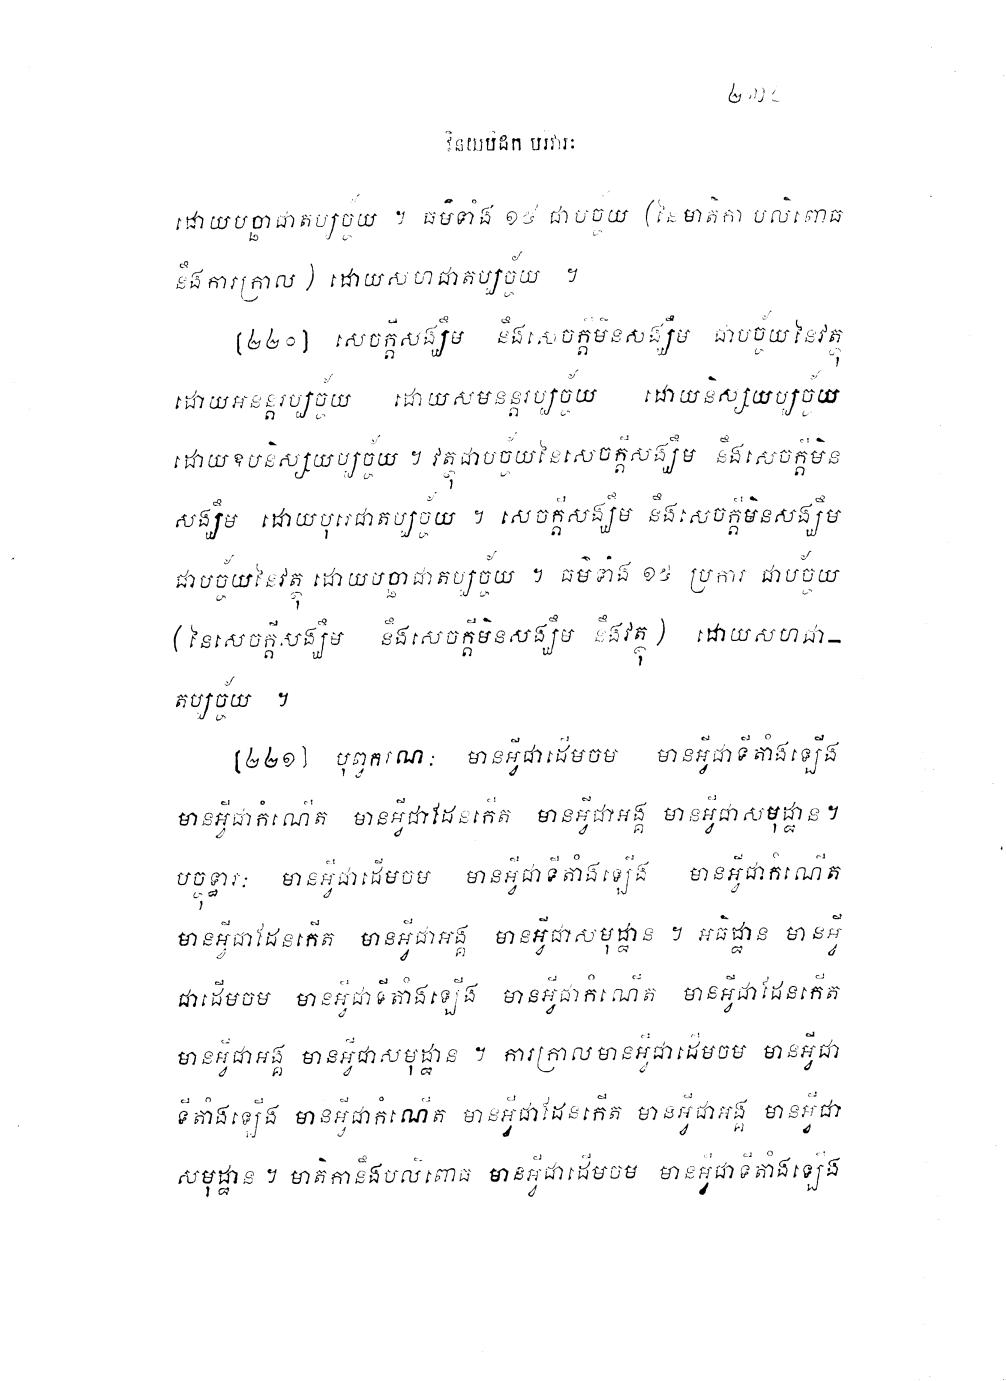 វិនយបិដក បរិវារៈ
ដោយបច្ឆាជាតប្បច្ច័យ ។ ធម៌ទាំង ១៥ ជាបច្ច័យ (នៃមាតិកា បលិពោធ
នឹងការក្រាល) ដោយសហជាតប្បច្ច័យ ។
[៤៤០] សេចក្តីសង្ឃឹម នឹងសេចក្តីមិនសង្ឃឹម ជាបច្ច័យនៃវត្ថុ
ដោយអនន្តរប្បច្ច័យ ដោយសមនន្តរប្បច្ច័យ ដោយនិស្សយប្បច្ច័យ
ដោយឧបនិស្សយប្បច្ច័យ ។ វត្ថុជាបច្ច័យនៃសេចក្តីសង្ឃឹម នឹងសេចក្តីមិន
សង្ឃឹម ដោយបុរេជាតប្បច្ច័យ ។ សេចក្តីសង្ឃឹម នឹងសេចក្តីមិនសង្ឃឹម
ជាបច្ច័យនៃវត្ថុ ដោយបច្ឆាជាតប្បច្ច័យ ។ ធម៌ទាំង ១៥ ប្រការ ជាបច្ច័យ
(នៃសេចក្តីសង្ឃឹម នឹងសេចក្តីមិនសង្ឃឹម នឹងវត្ថុ) ដោយសហជា-
តប្បច្ច័យ ។
[៤៤១] បុព្វករណៈ មានអ្វីជាដើមចម មានអ្វីជាទីតាំងឡើង
មានអ្វីជាកំណើត មានអ្វីជាដែនកើត មានអ្វីជាអង្គ មានអ្វីជាសមុដ្ឋាន ។
បច្ចុទ្ធារៈ មានអ្វីជាដើមចម មានអ្វីជាទីតាំងឡើង មានអ្វីជាកំណើត
មានអ្វីជាដែនកើត មានអ្វីជាអង្គ មានអ្វីជាសមុដ្ឋាន ។ អធិដ្ឋាន មានអ្វី
ជាដើមចម មានអ្វីជាទីតាំងឡើង មានអ្វីជាកំណើត មានអ្វីជាដែនកើត
មានអ្វីជាអង្គ មានអ្វីជាសមុដ្ឋាន ។ ការក្រាលមានអ្វីជាដើមចម មានអ្វីជា
ទីតាំងឡើង មានអ្វីជាកំណើត មានអ្វីជាដែនកើត មានអ្វីជាអង្គ មានអ្វីជា
សមុដ្ឋាន ។ មាតិកានឹងបលិពោធ មានអ្វីជាដើមចម មានអ្វីជាទីតាំងឡើង